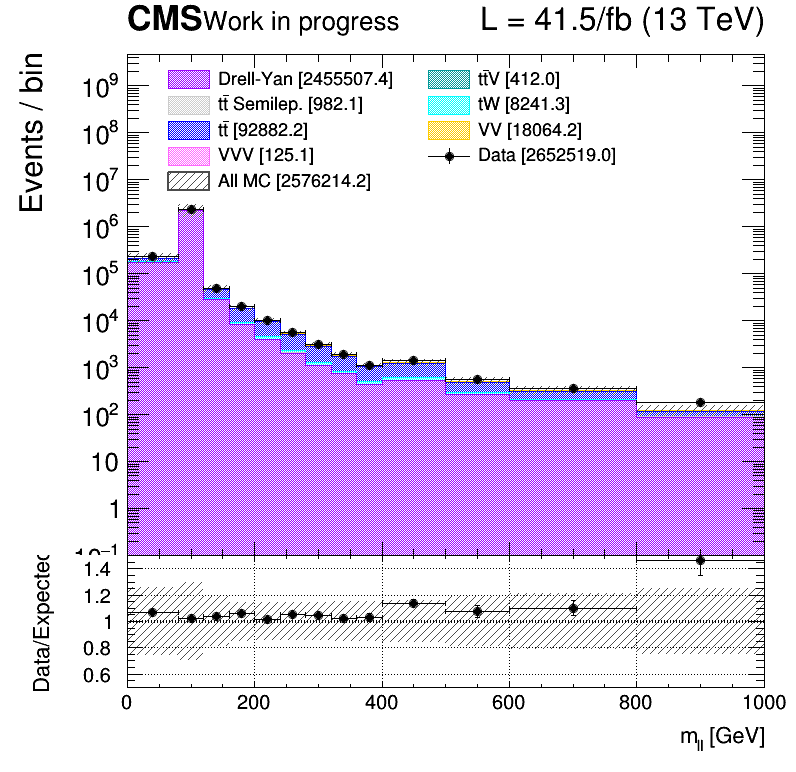 CMS Work in progress L = 41.5/fb (13 TeV)
Events / bin
Drell-Yan [2455507.4]
tt̄ Semilep. [982.1]
tt̄ [92882.2]
VVV [125.1]
All MC [2576214.2]
tt̄V [412.0]
tW [8241.3]
VV [18064.2]
Data [2652519.0]
10⁹
10⁸
10⁷
10⁶
10⁵
10⁴
10³
10²
10
1
10⁻¹
Data/Expected
1.4
1.2
1
0.8
0.6
0 200 400 600 800 1000
m_ll [GeV]